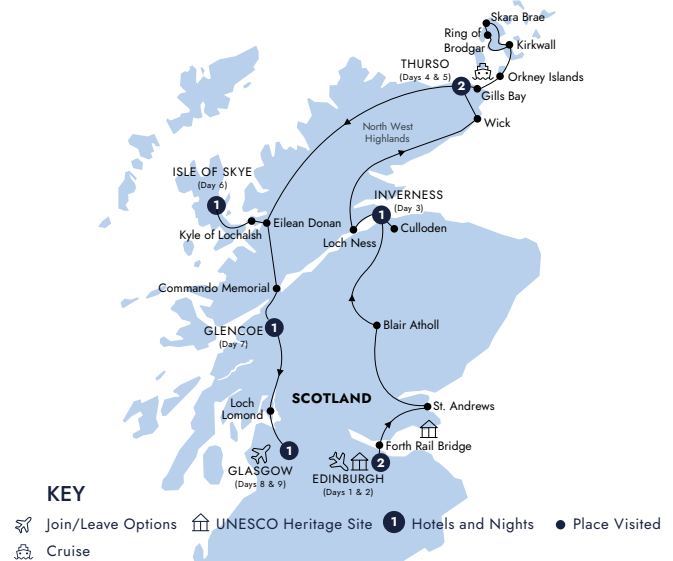 Skara Brae
Ring of
Brodgar
Kirkwall
THURSO
(Days 4 & 5)
2
Orkney Islands
Gills Bay
Wick
North West
Highlands
ISLE OF SKYE
(Day 6)
1
INVERNESS
(Day 3)
1
Eilean Donan
Culloden
Kyle of Lochalsh
Loch Ness
Commando Memorial
GLENCOE
1
(Day 7)
Blair Atholl
SCOTLAND
Loch
Lomond
St. Andrews
Forth Rail Bridge
1
GLASGOW
(Days 8 & 9)
2
EDINBURGH
(Days 1 & 2)
KEY
Join/Leave Options
UNESCO Heritage Site
1 Hotels and Nights
Place Visited
Cruise